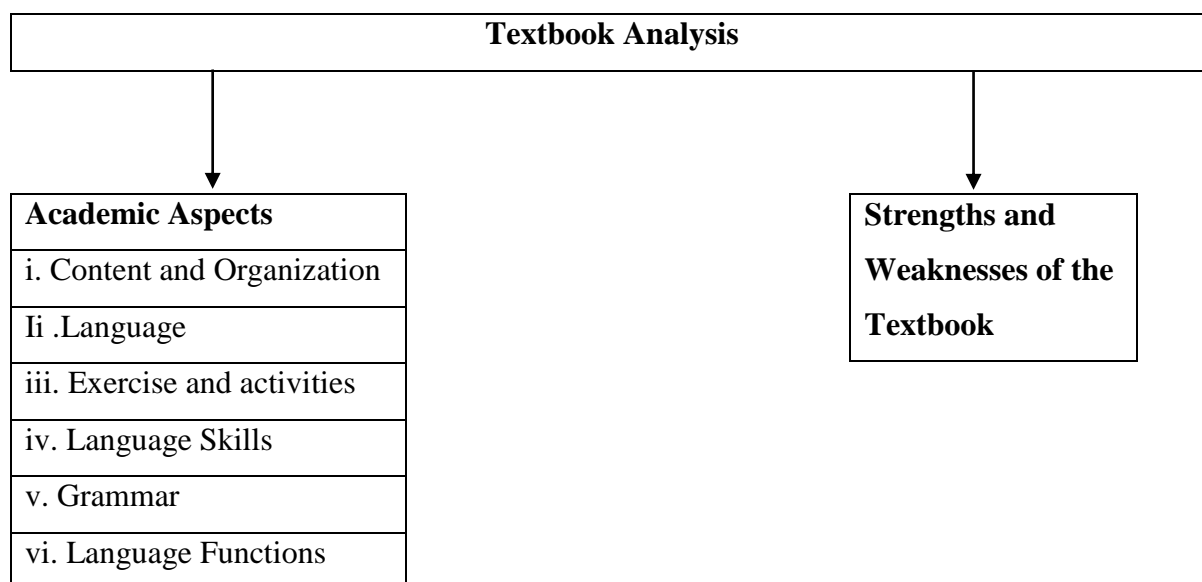 Textbook Analysis
Academic Aspects
i. Content and Organization
Ii .Language
iii. Exercise and activities
iv. Language Skills
v. Grammar
vi. Language Functions
Strengths and
Weaknesses of the
Textbook